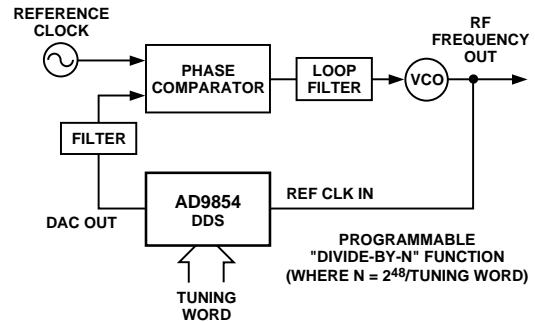 REFERENCE
CLOCK
RF
FREQUENCY
OUT
PHASE
COMPARATOR
LOOP
FILTER
VCO
FILTER
AD9854
DDS
REF CLK IN
DAC OUT
PROGRAMMABLE
"DIVIDE-BY-N" FUNCTION
(WHERE N = 2⁴⁸/TUNING WORD)
TUNING
WORD